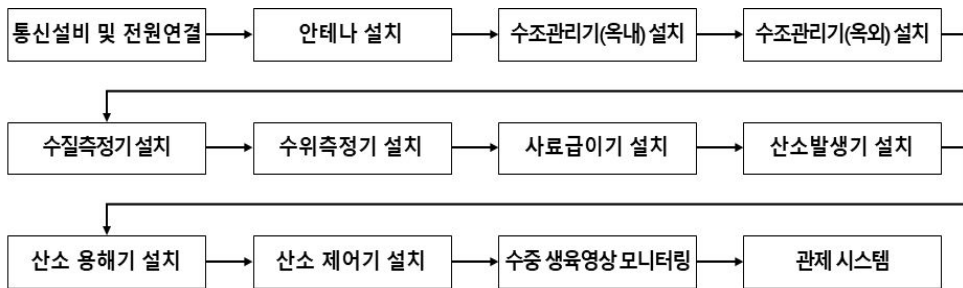 통신설비 및 전원연결
안테나 설치
수조관리기(옥내) 설치
수조관리기(옥외) 설치
수질측정기 설치
수위측정기 설치
사료급이기 설치
산소발생기 설치
산소 용해기 설치
산소 제어기 설치
수중 생육영상 모니터링
관제 시스템